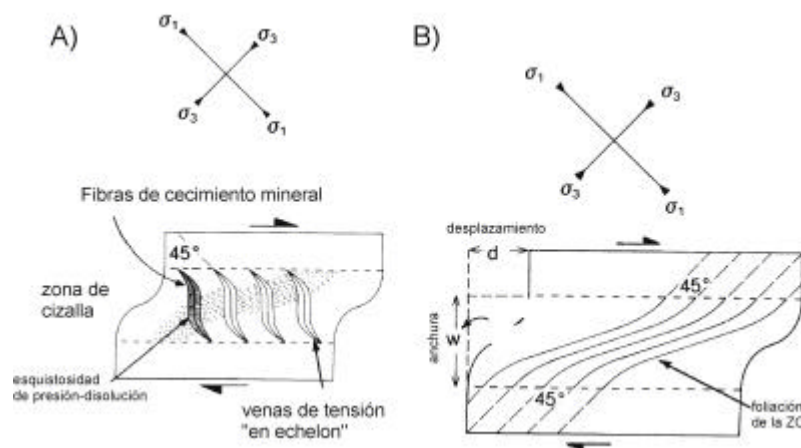 A)
σ1
σ3
σ3
σ1
Fibras de cecimiento mineral
45°
zona de
cizalla
esquistosidad
de presión-disolución
venas de tensión
"en echelon"
B)
σ1
σ3
σ3
σ1
desplazamiento
d
45°
anchura
w
45°
foliación
de la ZC